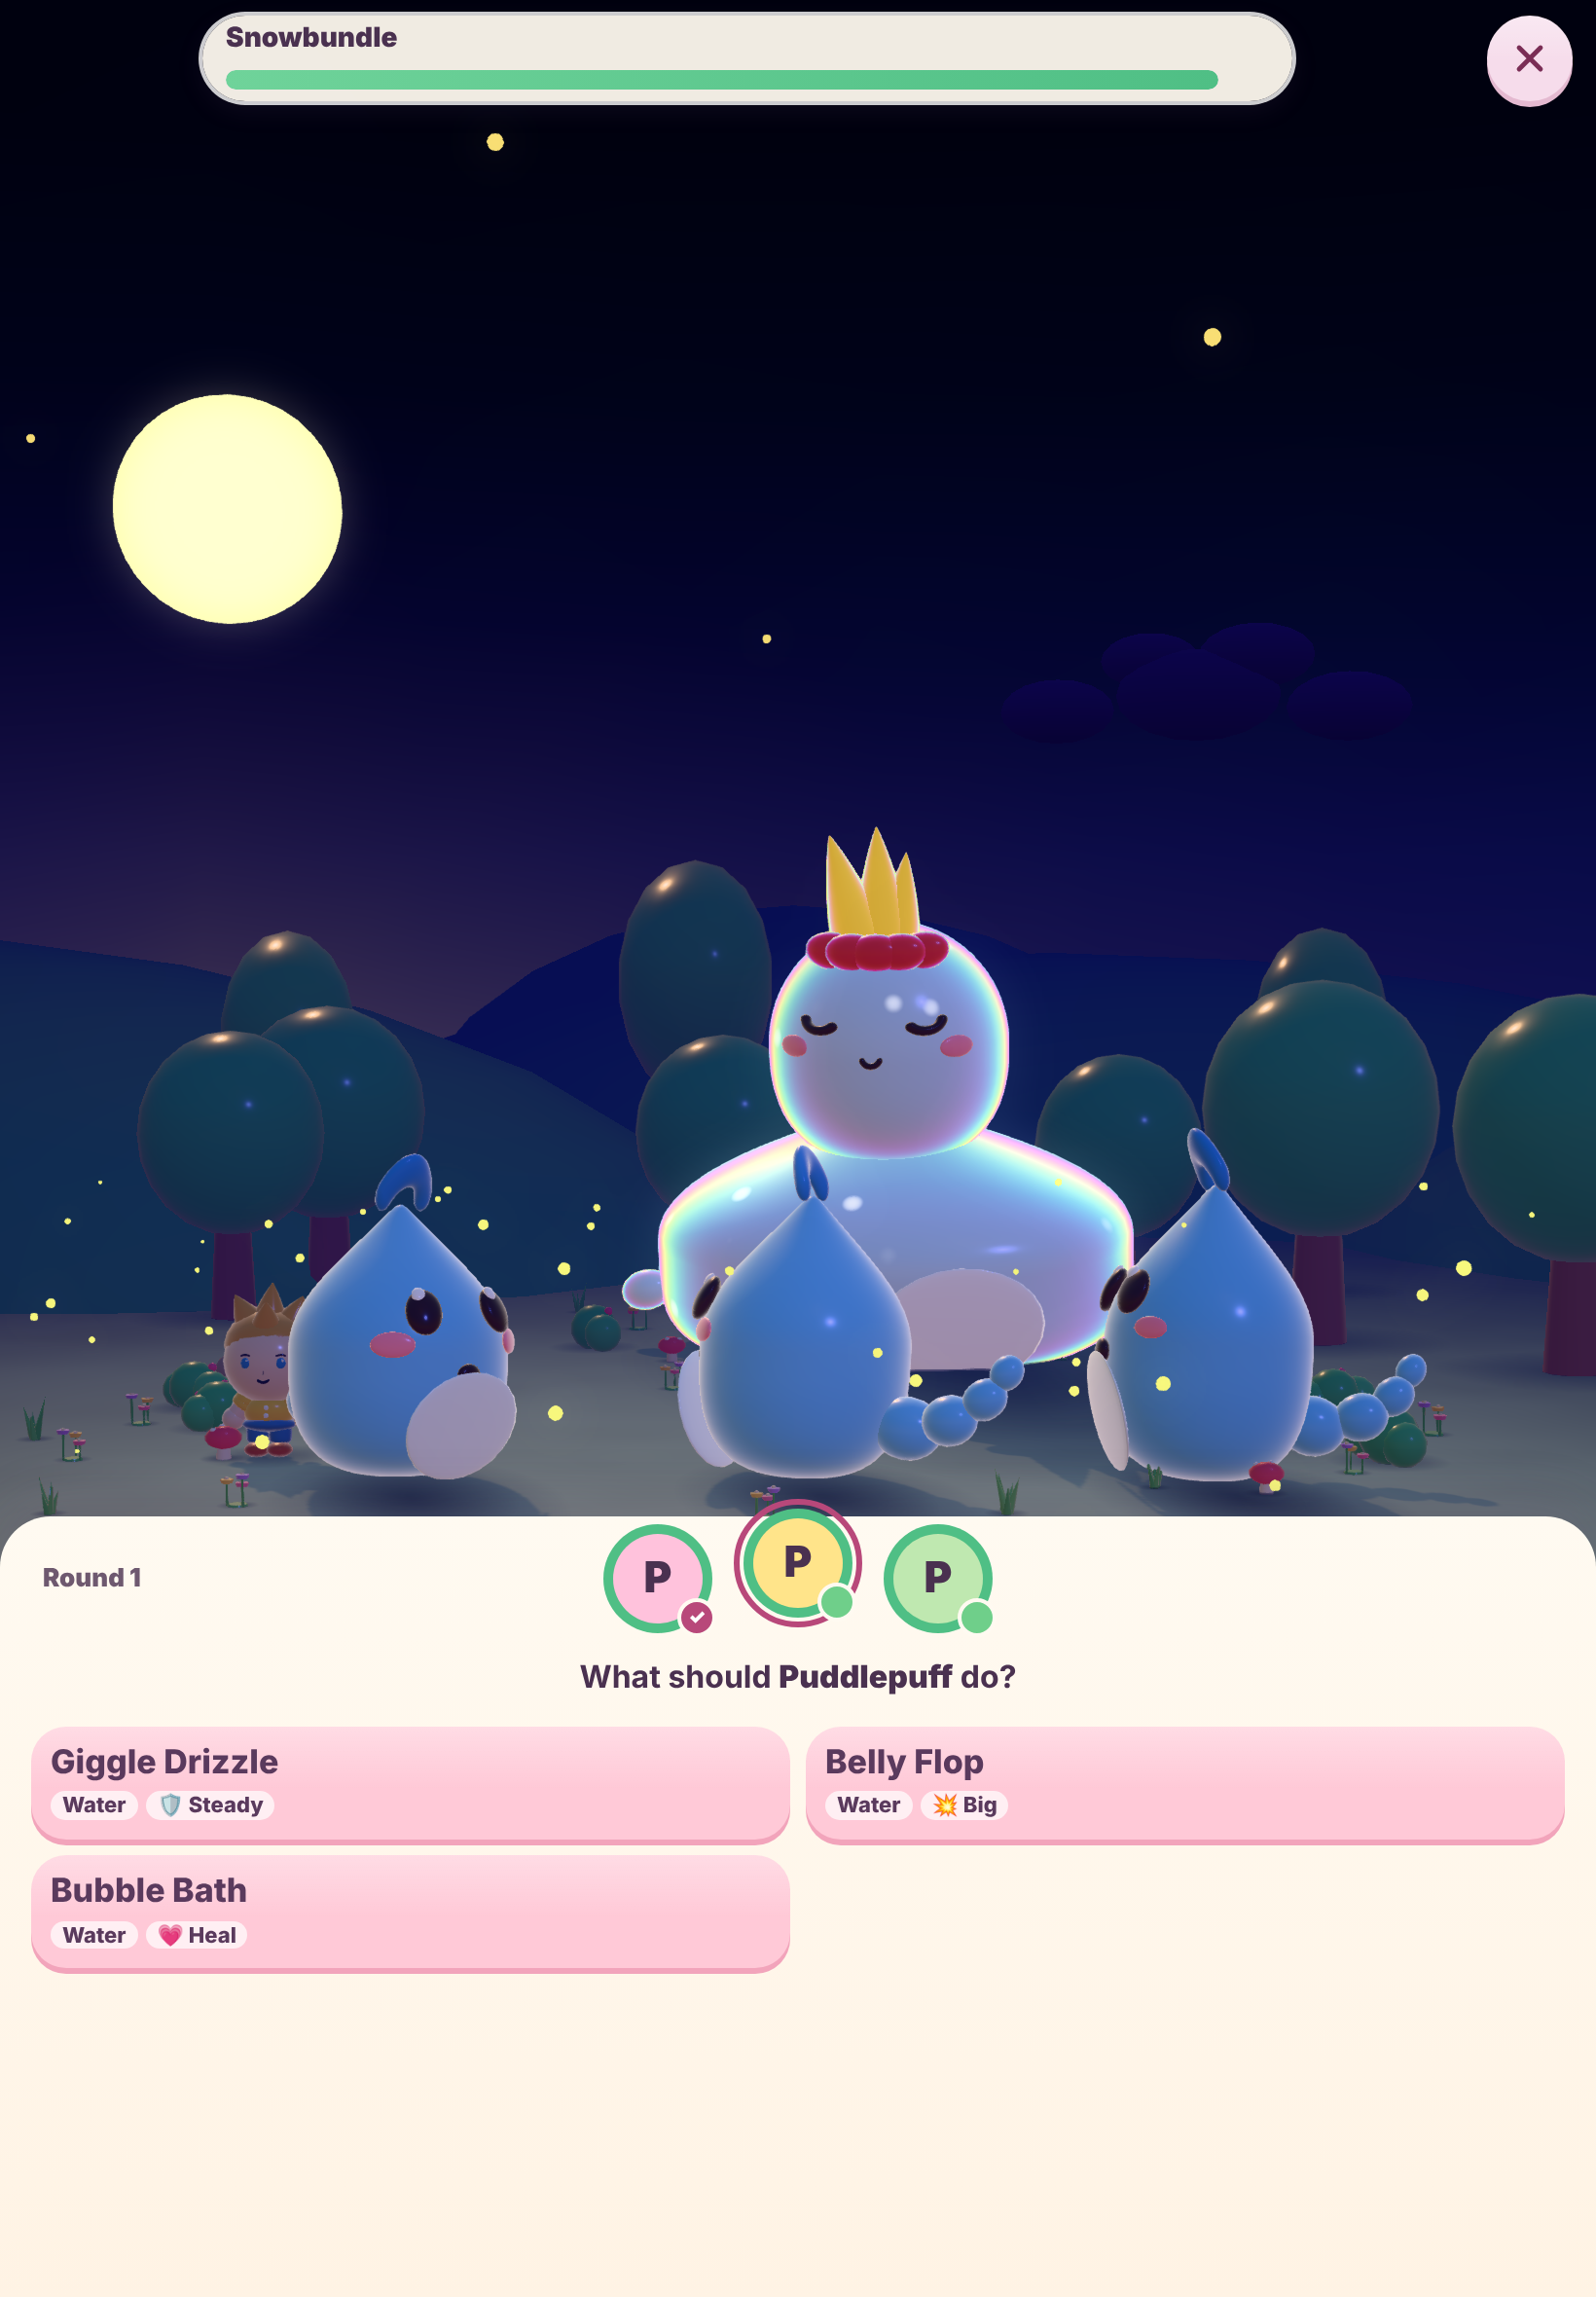 Snowbundle
Round 1
P
P
P
What should Puddlepuff do?
Giggle Drizzle
Water 🛡️ Steady
Belly Flop
Water 💥 Big
Bubble Bath
Water 💗 Heal